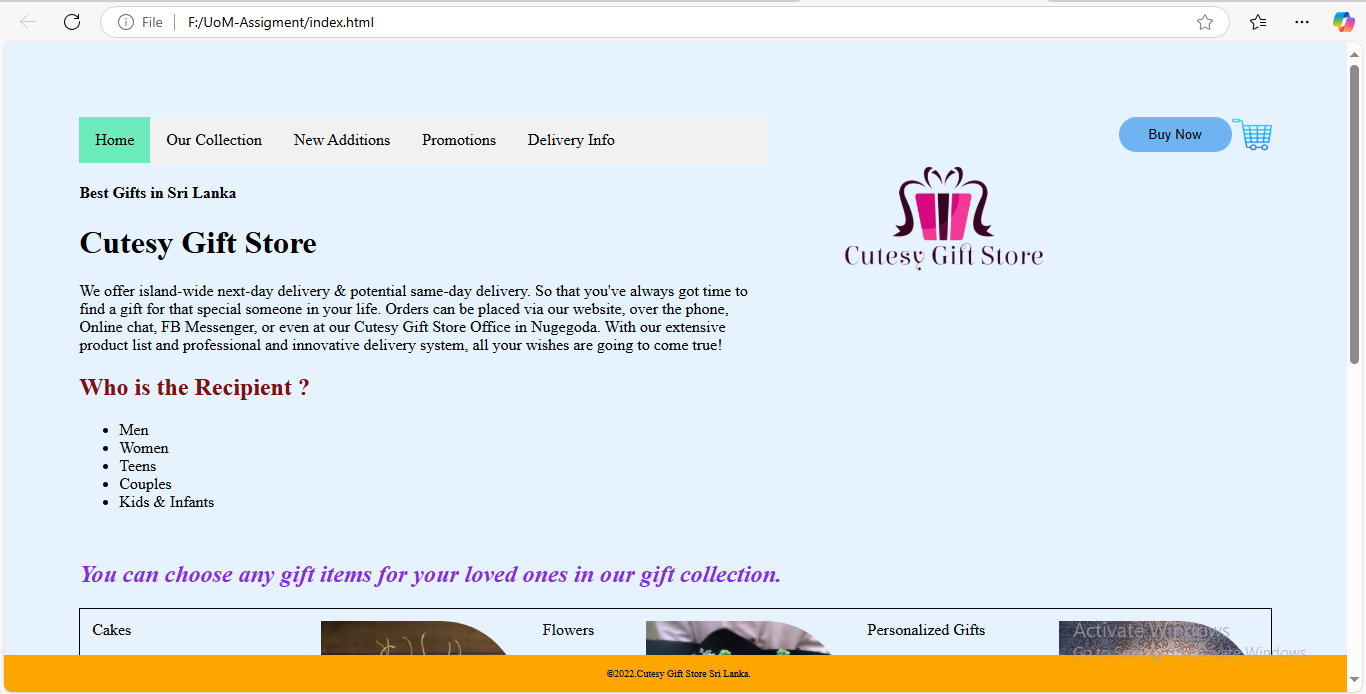 File F:/UoM-Assigment/index.html
Home Our Collection New Additions Promotions Delivery Info
Buy Now
Best Gifts in Sri Lanka
Cutesy Gift Store
Cutesy Gift Store
We offer island-wide next-day delivery & potential same-day delivery. So that you've always got time to
find a gift for that special someone in your life. Orders can be placed via our website, over the phone,
Online chat, FB Messenger, or even at our Cutesy Gift Store Office in Nugegoda. With our extensive
product list and professional and innovative delivery system, all your wishes are going to come true!
Who is the Recipient ?
Men
Women
Teens
Couples
Kids & Infants
You can choose any gift items for your loved ones in our gift collection.
Cakes Flowers Personalized Gifts
Activate Windows
Go to Settings to activate Windows.
©2022.Cutesy Gift Store Sri Lanka.